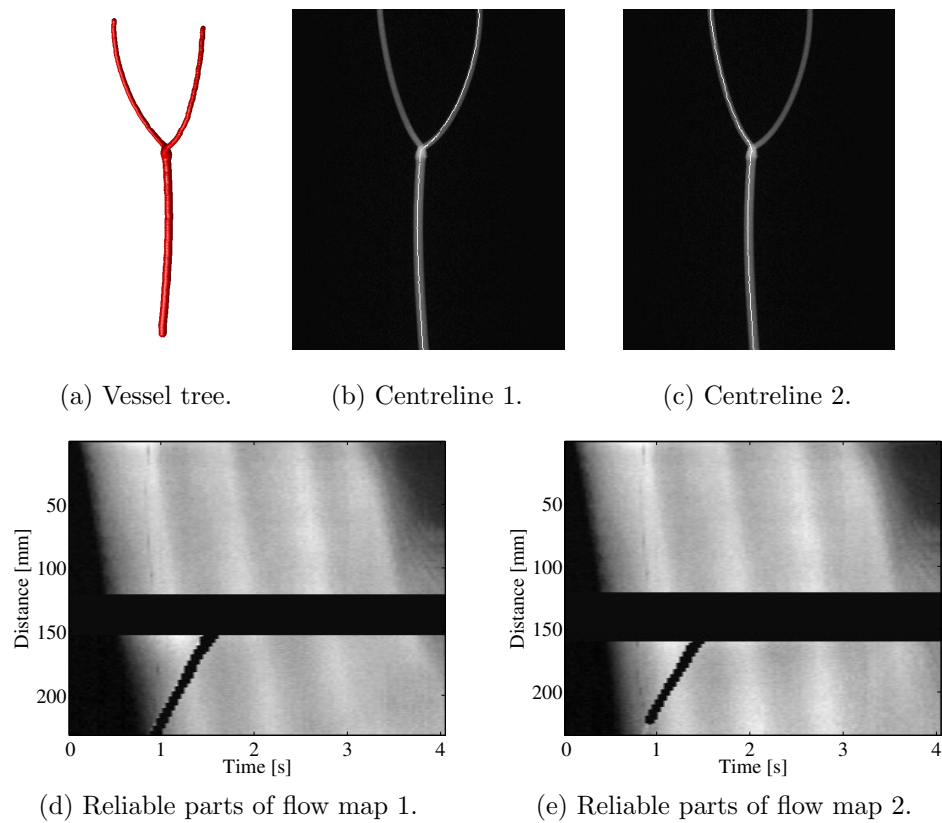 (a) Vessel tree.
(b) Centreline 1.
(c) Centreline 2.
Distance [mm]
50
100
150
200
0
1
2
3
4
Time [s]
Distance [mm]
50
100
150
200
0
1
2
3
4
Time [s]
(d) Reliable parts of flow map 1.
(e) Reliable parts of flow map 2.